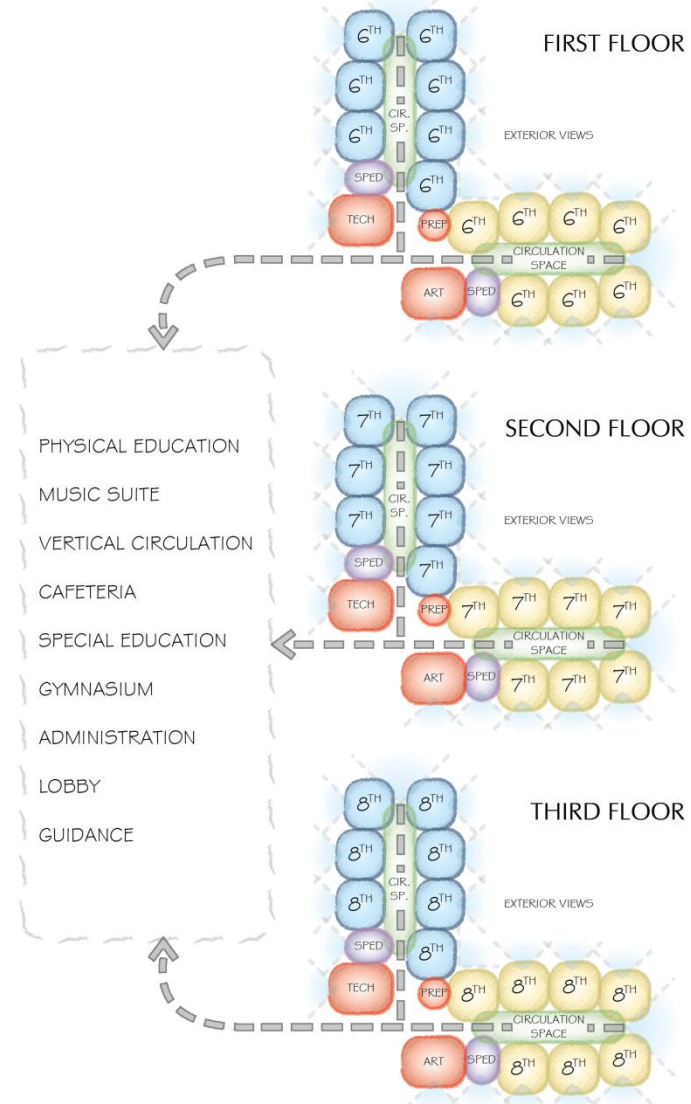 FIRST FLOOR
6TH 6TH
6TH 6TH
CIR.
SP.
6TH 6TH
EXTERIOR VIEWS
SPED 6TH
TECH PREP 6TH 6TH 6TH 6TH
CIRCULATION
SPACE
ART SPED 6TH 6TH 6TH
SECOND FLOOR
7TH 7TH
7TH 7TH
CIR.
SP.
7TH 7TH
EXTERIOR VIEWS
SPED 7TH
TECH PREP 7TH 7TH 7TH 7TH
CIRCULATION
SPACE
ART SPED 7TH 7TH 7TH
THIRD FLOOR
8TH 8TH
8TH 8TH
CIR.
SP.
8TH 8TH
EXTERIOR VIEWS
SPED 8TH
TECH PREP 8TH 8TH 8TH 8TH
CIRCULATION
SPACE
ART SPED 8TH 8TH 8TH
PHYSICAL EDUCATION
MUSIC SUITE
VERTICAL CIRCULATION
CAFETERIA
SPECIAL EDUCATION
GYMNASIUM
ADMINISTRATION
LOBBY
GUIDANCE